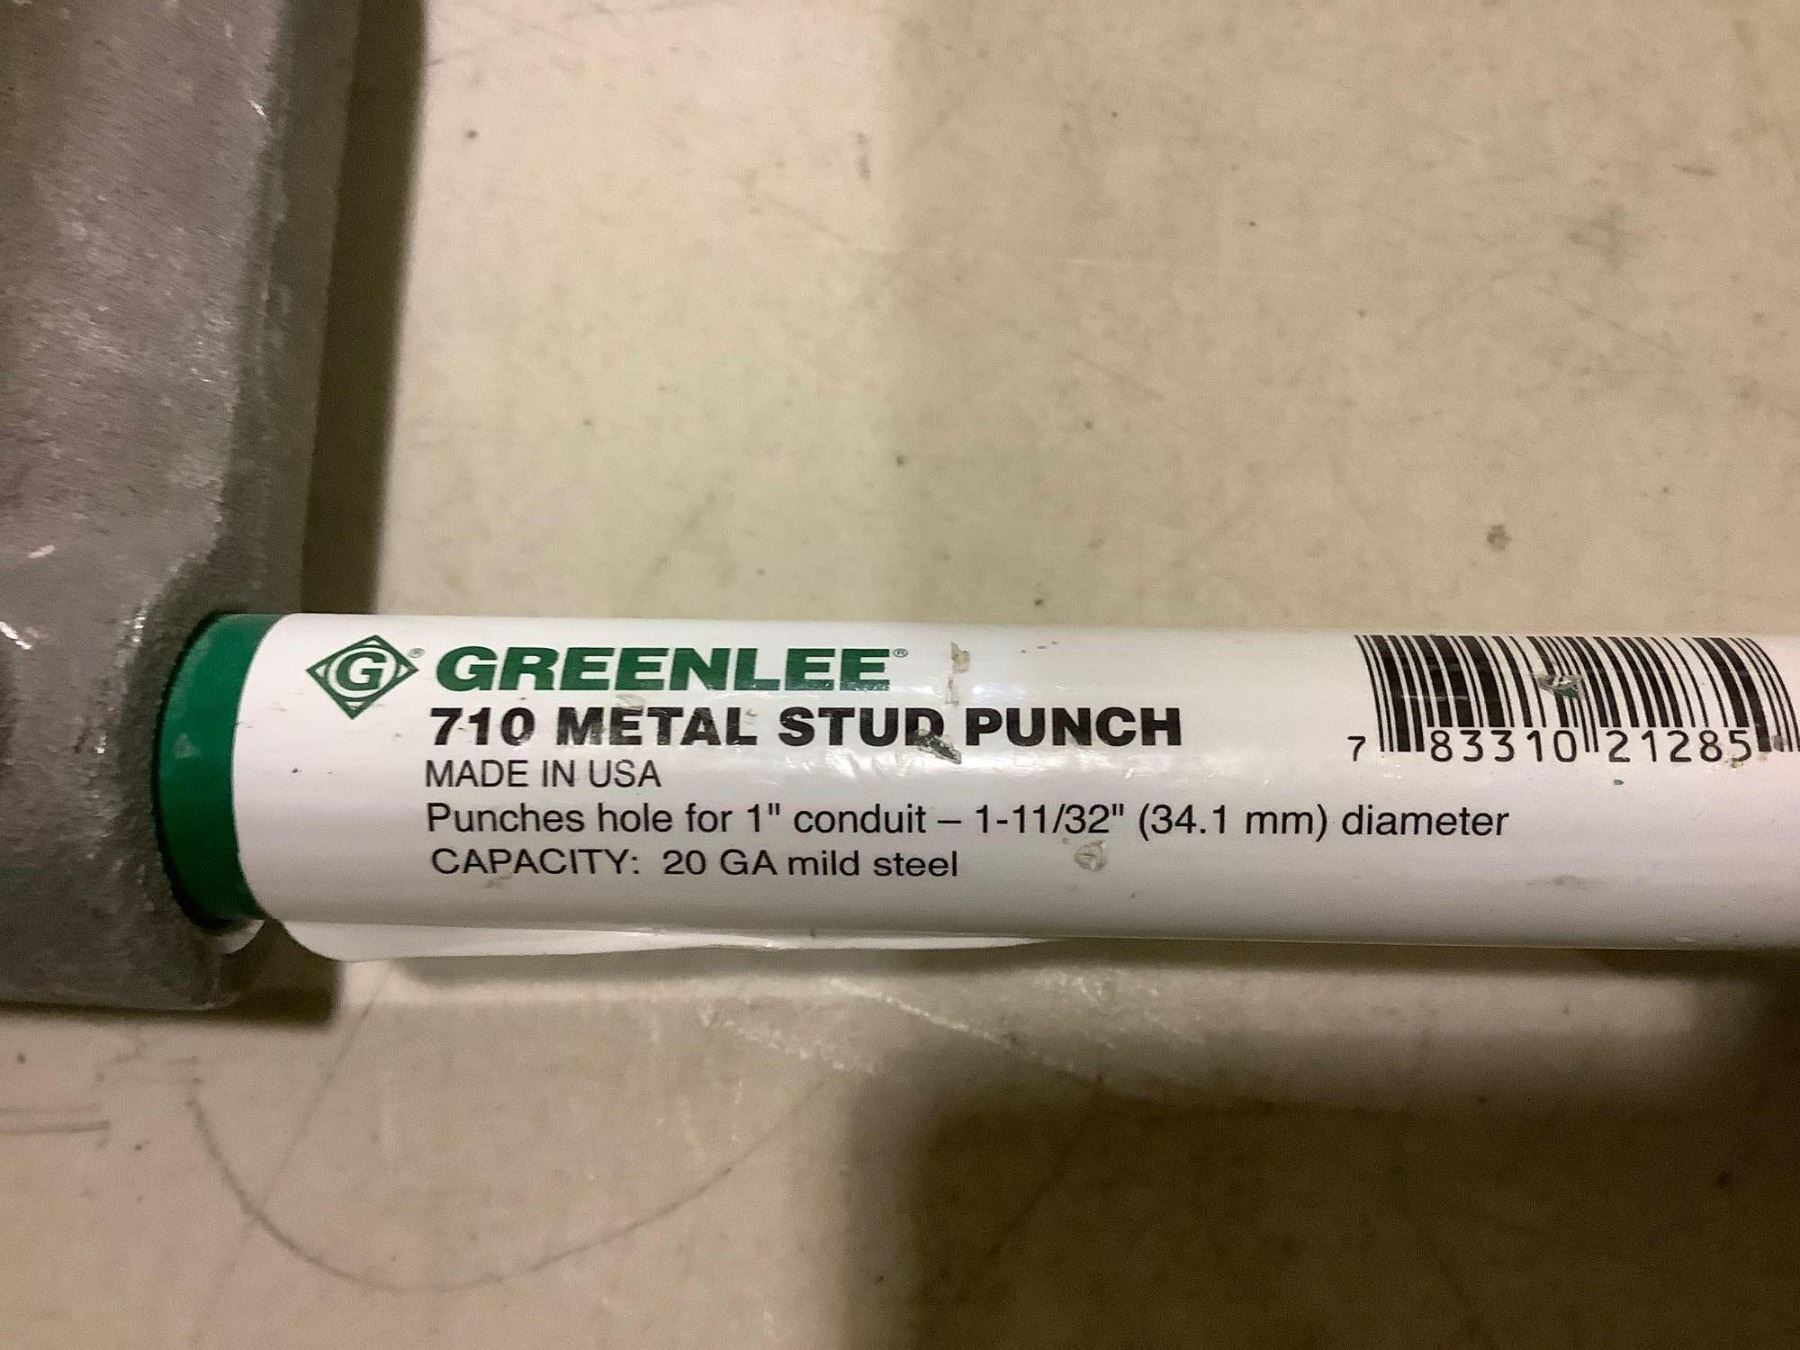 G® GREENLEE®
710 METAL STUD PUNCH
MADE IN USA
Punches hole for 1" conduit – 1-11/32" (34.1 mm) diameter
CAPACITY: 20 GA mild steel
7 83310 21285